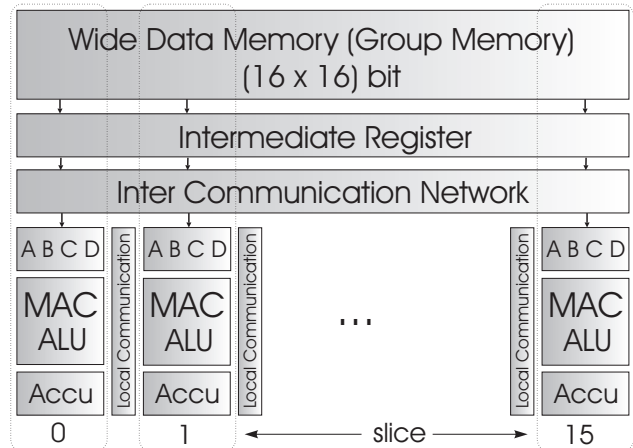 Wide Data Memory (Group Memory)
(16 x 16) bit
Intermediate Register
Inter Communication Network
A B C D
Local Communication
A B C D
Local Communication
Local Communication
A B C D
MAC
ALU
MAC
ALU
...
MAC
ALU
Accu
Accu
Accu
0
1
slice
15